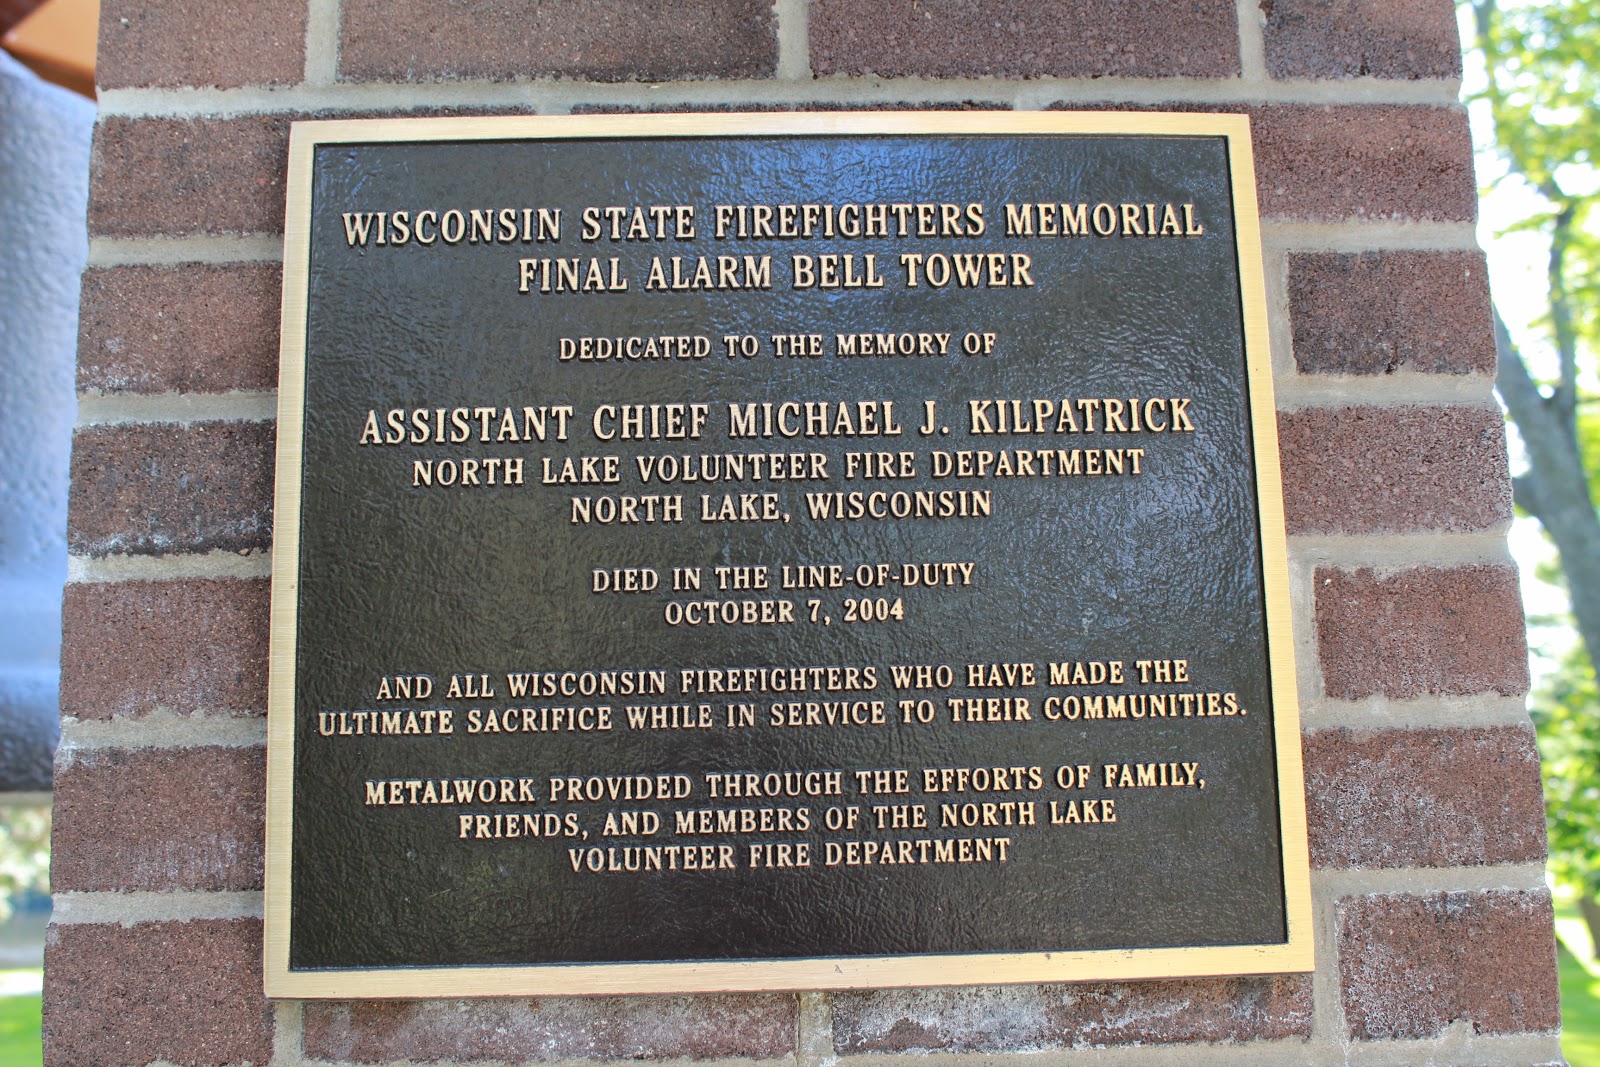 WISCONSIN STATE FIREFIGHTERS MEMORIAL
FINAL ALARM BELL TOWER
DEDICATED TO THE MEMORY OF
ASSISTANT CHIEF MICHAEL J. KILPATRICK
NORTH LAKE VOLUNTEER FIRE DEPARTMENT
NORTH LAKE, WISCONSIN
DIED IN THE LINE-OF-DUTY
OCTOBER 7, 2004
AND ALL WISCONSIN FIREFIGHTERS WHO HAVE MADE THE
ULTIMATE SACRIFICE WHILE IN SERVICE TO THEIR COMMUNITIES.
METALWORK PROVIDED THROUGH THE EFFORTS OF FAMILY,
FRIENDS, AND MEMBERS OF THE NORTH LAKE
VOLUNTEER FIRE DEPARTMENT